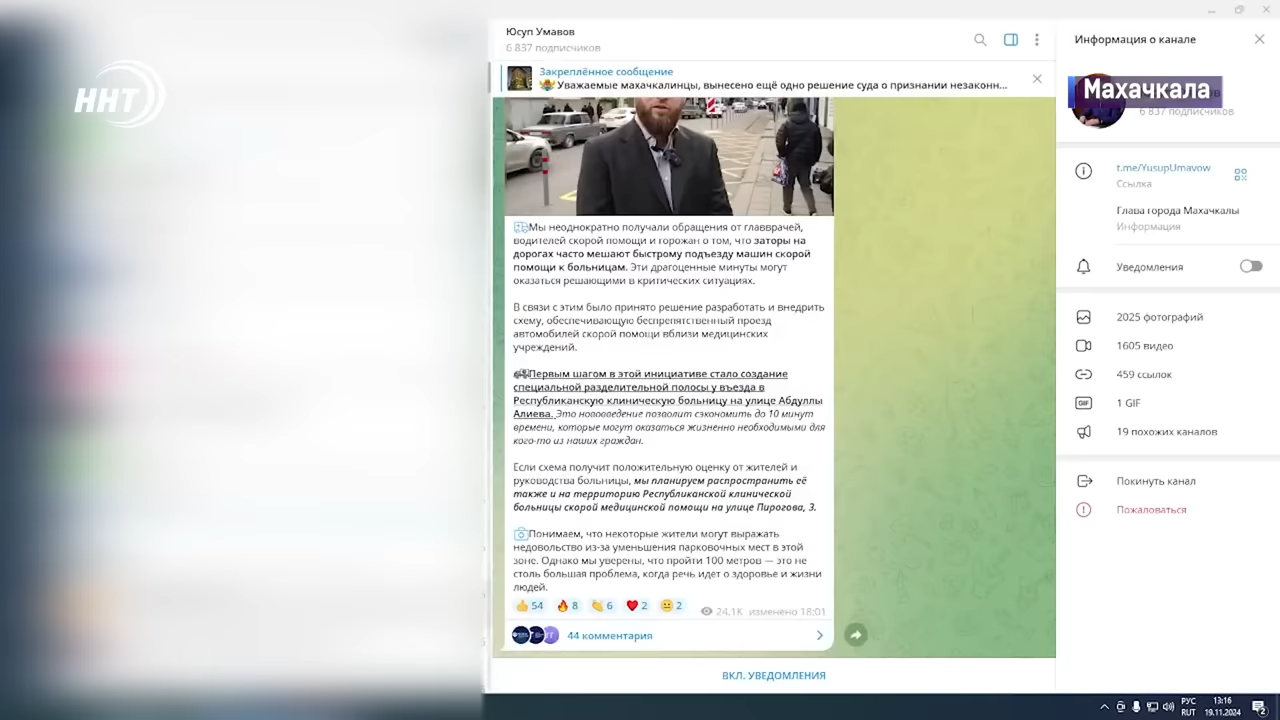 ННТ
Юсуп Умавов
6 837 подписчиков
Закреплённое сообщение
Уважаемые махачкалинцы, вынесено ещё одно решение суда о признании незаконн...
Мы неоднократно получали обращения от главврачей,
водителей скорой помощи и горожан о том, что заторы на
дорогах часто мешают быстрому подъезду машин скорой
помощи к больницам. Эти драгоценные минуты могут
оказаться решающими в критических ситуациях.
В связи с этим было принято решение разработать и внедрить
схему, обеспечивающую беспрепятственный проезд
автомобилей скорой помощи вблизи медицинских
учреждений.
Первым шагом в этой инициативе стало создание
специальной разделительной полосы у въезда в
Республиканскую клиническую больницу на улице Абдуллы
Алиева. Это нововведение позволит сэкономить до 10 минут
времени, которые могут оказаться жизненно необходимыми для
кого-то из наших граждан.
Если схема получит положительную оценку от жителей и
руководства больницы, мы планируем распространить её
также и на территорию Республиканской клинической
больницы скорой медицинской помощи на улице Пирогова, 3.
Понимаем, что некоторые жители могут выражать
недовольство из-за уменьшения парковочных мест в этой
зоне. Однако мы уверены, что пройти 100 метров — это не
столь большая проблема, когда речь идет о здоровье и жизни
людей.
54 8 6 2 2 24,1K изменено 18:01
44 комментария
ВКЛ. УВЕДОМЛЕНИЯ
Информация о канале
Махачкала
6 837 подписчиков
t.me/YusupUmavow
Ссылка
Глава города Махачкалы
Информация
Уведомления
2025 фотографий
1605 видео
459 ссылок
GIF 1 GIF
19 похожих каналов
Покинуть канал
Пожаловаться
РУС 13:16
RUT 19.11.2024 2